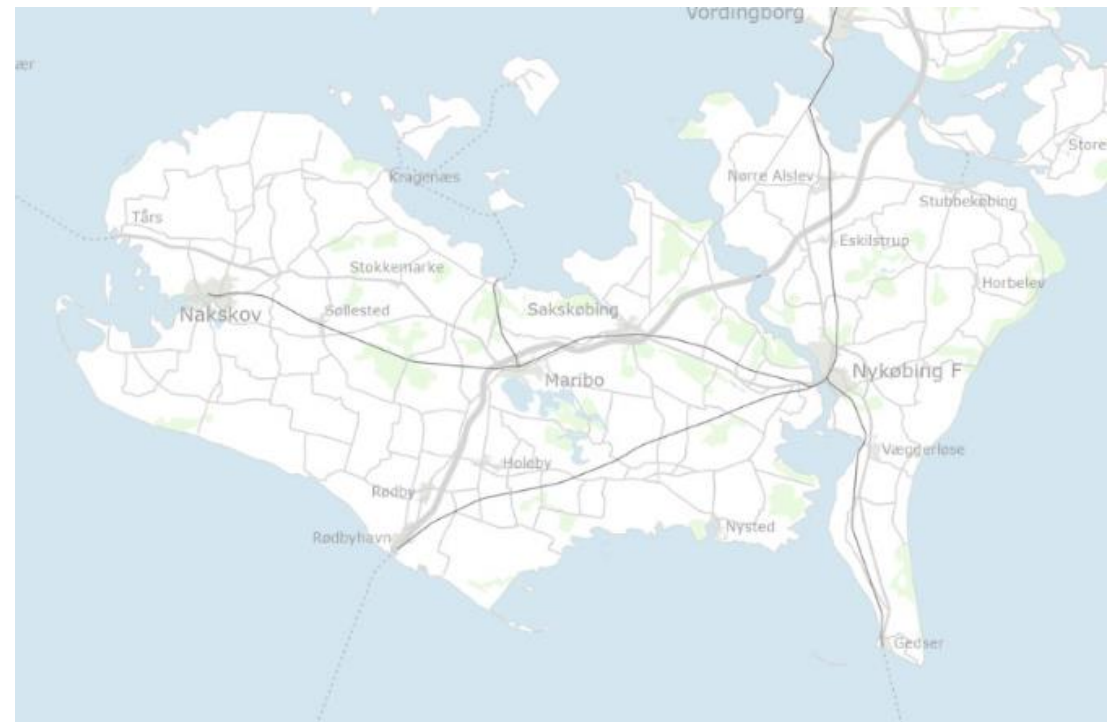 Vordingborg
ær
Store
Kragenæs
Nørre Alslev
Stubbekøbing
Tårs
Eskilstrup
Stokkemarke
Horbelev
Nakskov
Søllested
Sakskøbing
Maribo
Nykøbing F
Holeby
Væggerløse
Rødby
Rødbyhavn
Nysted
Gedser